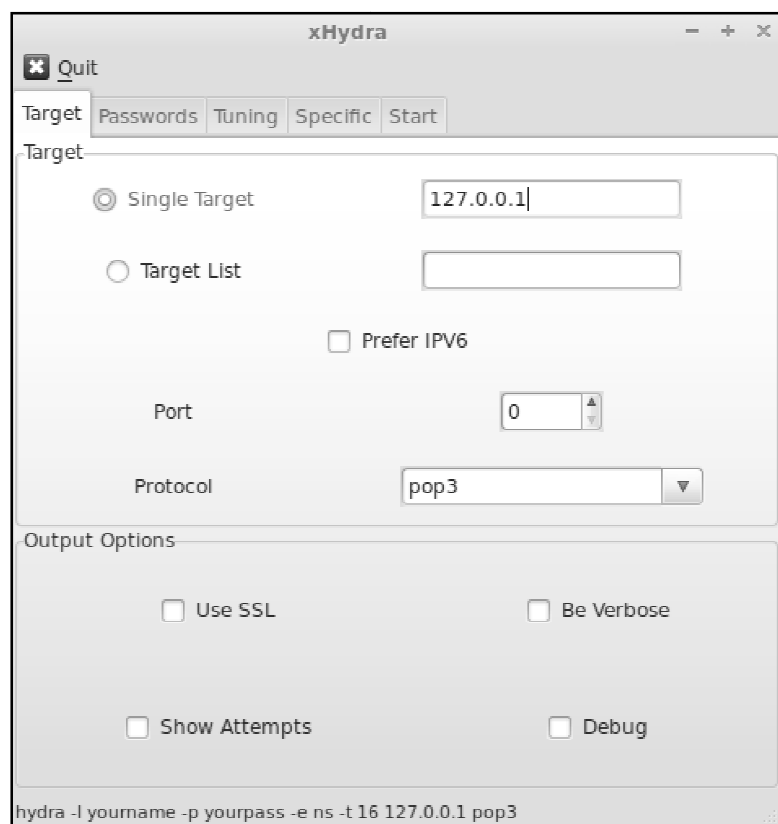 xHydra
Quit
Target Passwords Tuning Specific Start
Target
Single Target 127.0.0.1
Target List
Prefer IPV6
Port 0
Protocol pop3
Output Options
Use SSL Be Verbose
Show Attempts Debug
hydra -l yourname -p yourpass -e ns -t 16 127.0.0.1 pop3